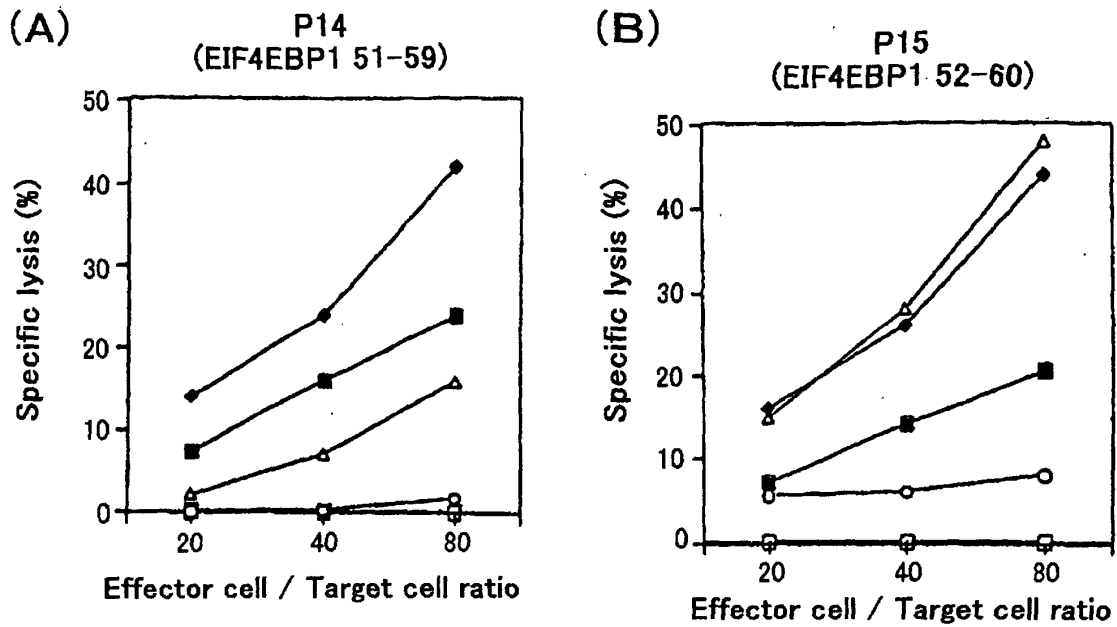 (A)
P14
(EIF4EBP1 51-59)
Specific lysis (%)
50
40
30
20
10
0
20 40 80
Effector cell / Target cell ratio
(B)
P15
(EIF4EBP1 52-60)
Specific lysis (%)
50
40
30
20
10
0
20 40 80
Effector cell / Target cell ratio